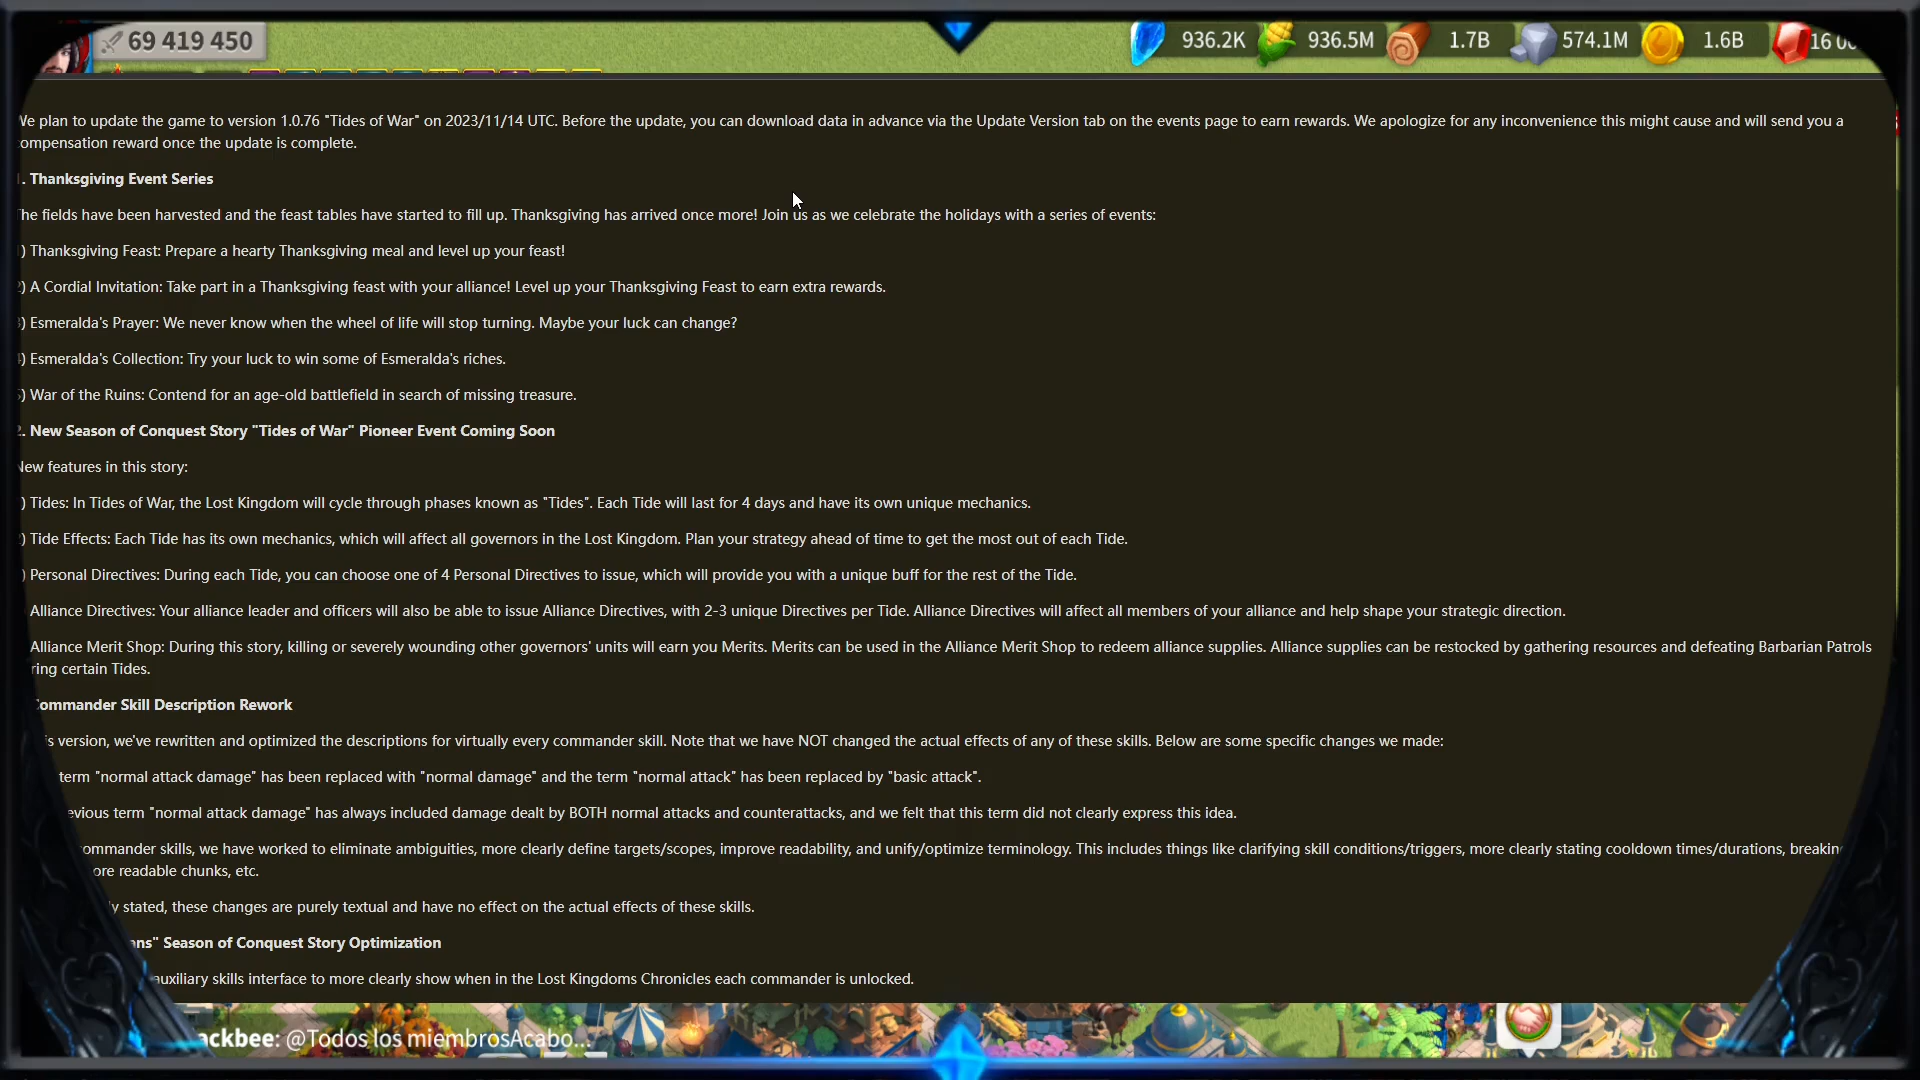 69 419 450
936.2K
936.5M
1.7B
574.1M
1.6B
We plan to update the game to version 1.0.76 "Tides of War" on 2023/11/14 UTC. Before the update, you can download data in advance via the Update Version tab on the events page to earn rewards. We apologize for any inconvenience this might cause and will send you a
compensation reward once the update is complete.
1. Thanksgiving Event Series
The fields have been harvested and the feast tables have started to fill up. Thanksgiving has arrived once more! Join us as we celebrate the holidays with a series of events:
1) Thanksgiving Feast: Prepare a hearty Thanksgiving meal and level up your feast!
2) A Cordial Invitation: Take part in a Thanksgiving feast with your alliance! Level up your Thanksgiving Feast to earn extra rewards.
3) Esmeralda's Prayer: We never know when the wheel of life will stop turning. Maybe your luck can change?
4) Esmeralda's Collection: Try your luck to win some of Esmeralda's riches.
5) War of the Ruins: Contend for an age-old battlefield in search of missing treasure.
2. New Season of Conquest Story "Tides of War" Pioneer Event Coming Soon
New features in this story:
) Tides: In Tides of War, the Lost Kingdom will cycle through phases known as "Tides". Each Tide will last for 4 days and have its own unique mechanics.
) Tide Effects: Each Tide has its own mechanics, which will affect all governors in the Lost Kingdom. Plan your strategy ahead of time to get the most out of each Tide.
) Personal Directives: During each Tide, you can choose one of 4 Personal Directives to issue, which will provide you with a unique buff for the rest of the Tide.
Alliance Directives: Your alliance leader and officers will also be able to issue Alliance Directives, with 2-3 unique Directives per Tide. Alliance Directives will affect all members of your alliance and help shape your strategic direction.
Alliance Merit Shop: During this story, killing or severely wounding other governors' units will earn you Merits. Merits can be used in the Alliance Merit Shop to redeem alliance supplies. Alliance supplies can be restocked by gathering resources and defeating Barbarian Patrols
ring certain Tides.
Commander Skill Description Rework
is version, we've rewritten and optimized the descriptions for virtually every commander skill. Note that we have NOT changed the actual effects of any of these skills. Below are some specific changes we made:
term "normal attack damage" has been replaced with "normal damage" and the term "normal attack" has been replaced by "basic attack".
evious term "normal attack damage" has always included damage dealt by BOTH normal attacks and counterattacks, and we felt that this term did not clearly express this idea.
commander skills, we have worked to eliminate ambiguities, more clearly define targets/scopes, improve readability, and unify/optimize terminology. This includes things like clarifying skill conditions/triggers, more clearly stating cooldown times/durations, breaking
ore readable chunks, etc.
y stated, these changes are purely textual and have no effect on the actual effects of these skills.
ns" Season of Conquest Story Optimization
auxiliary skills interface to more clearly show when in the Lost Kingdoms Chronicles each commander is unlocked.
ackbee: @Todos los miembrosAcabo...